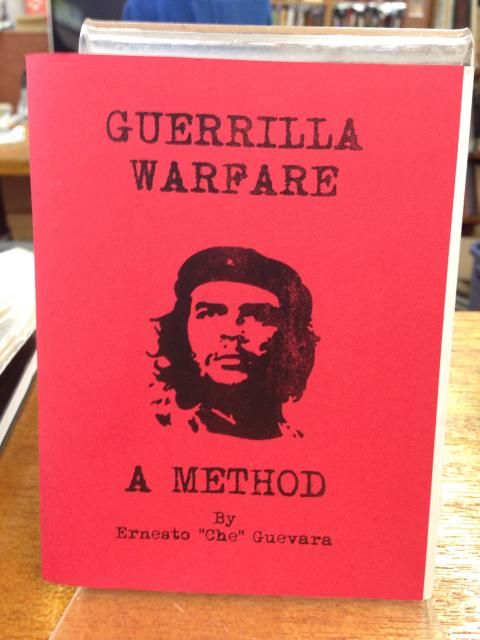 GUERRILLA
WARFARE
A METHOD
By
Ernesto "Che" Guevara